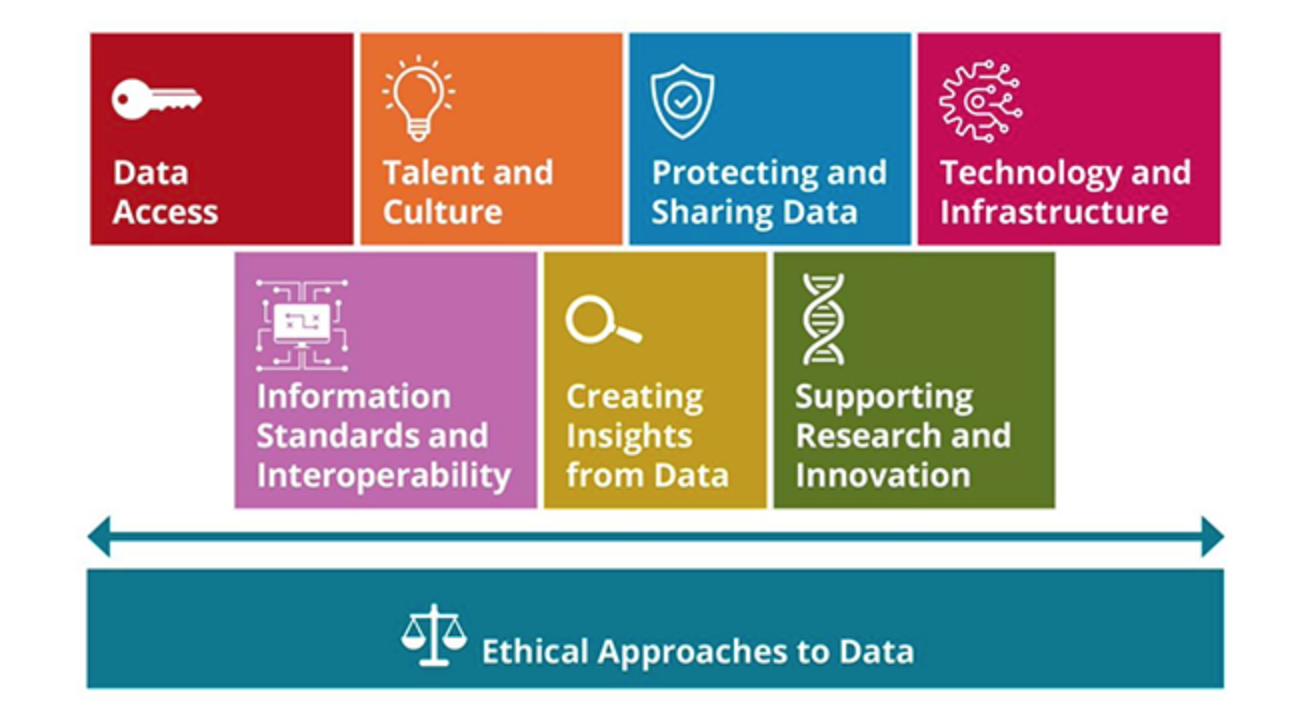 Data
Access
Talent and
Culture
Protecting and
Sharing Data
Technology and
Infrastructure
Information
Standards and
Interoperability
Creating
Insights
from Data
Supporting
Research and
Innovation
Ethical Approaches to Data